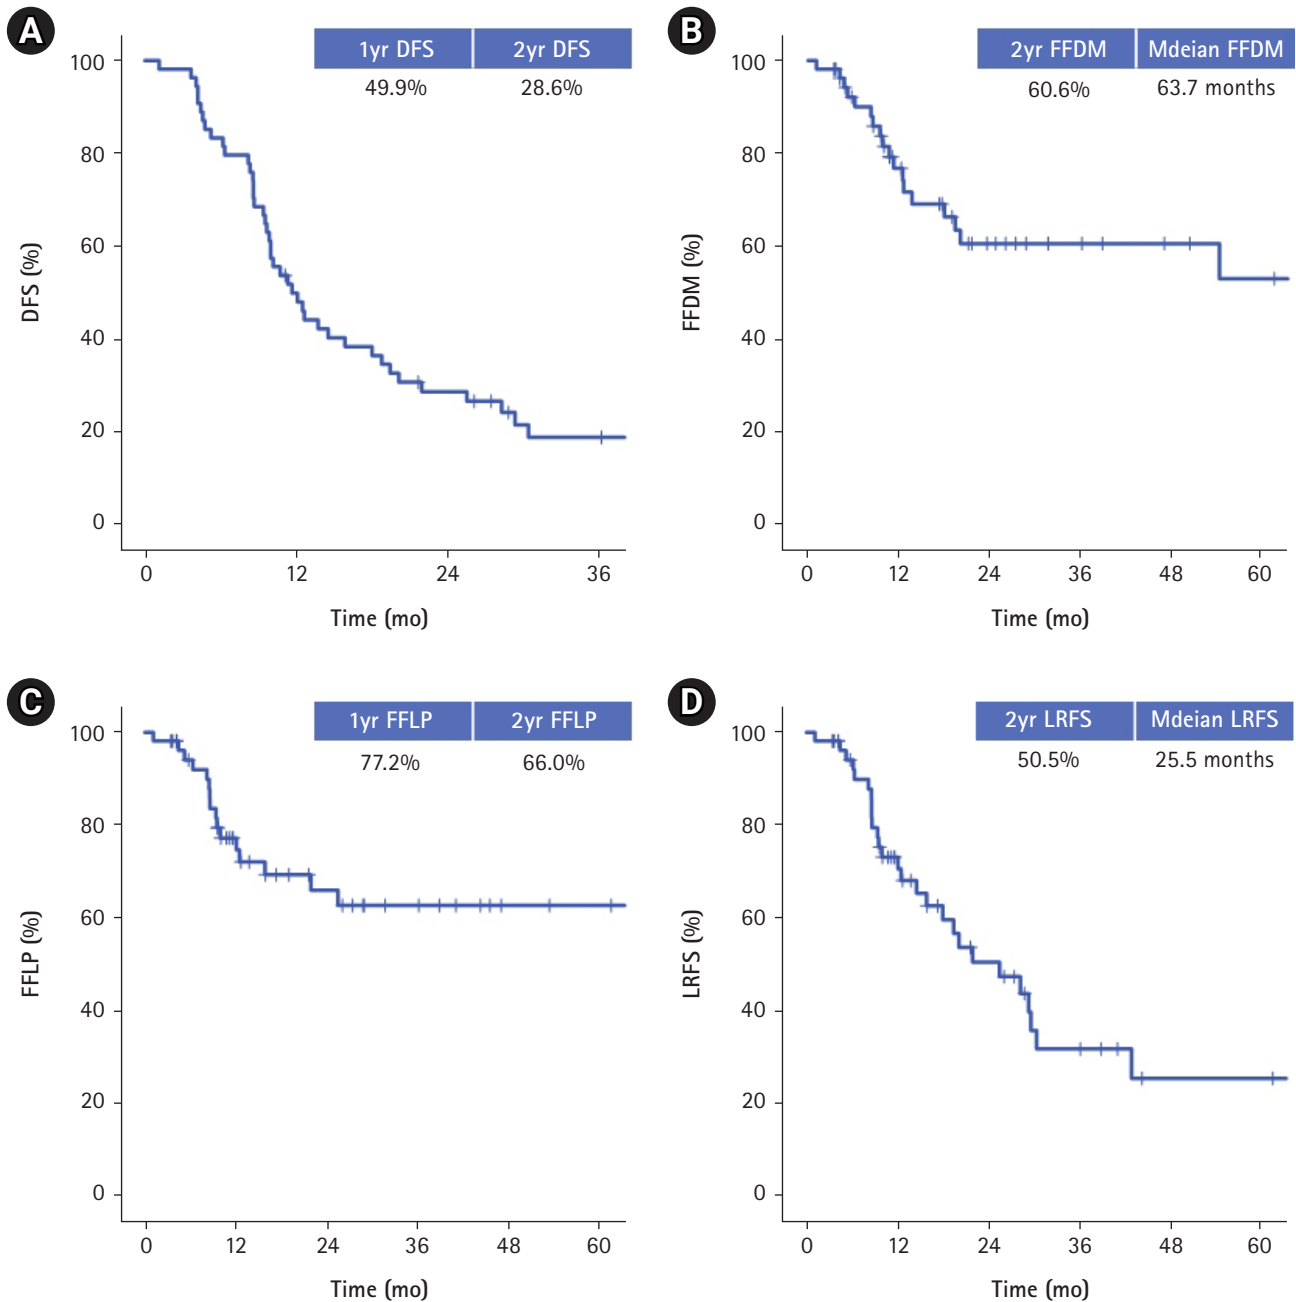 A
1yr DFS 2yr DFS
49.9% 28.6%
100
80
60
40
20
0
DFS (%)
0 12 24 36
Time (mo)
B
2yr FFDM Mdeian FFDM
60.6% 63.7 months
100
80
60
40
20
0
FFDM (%)
0 12 24 36 48 60
Time (mo)
C
1yr FFLP 2yr FFLP
77.2% 66.0%
100
80
60
40
20
0
FFLP (%)
0 12 24 36 48 60
Time (mo)
D
2yr LRFS Mdeian LRFS
50.5% 25.5 months
100
80
60
40
20
0
LRFS (%)
0 12 24 36 48 60
Time (mo)